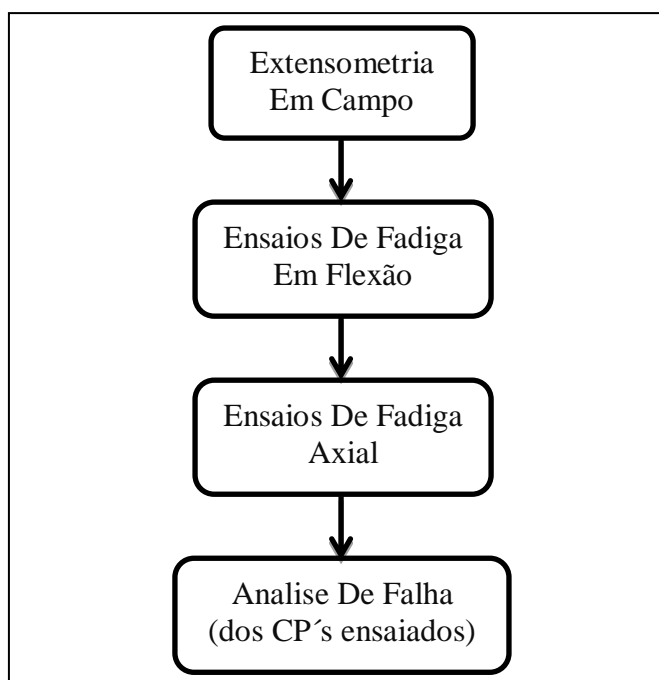 Extensometria
Em Campo
Ensaios De Fadiga
Em Flexão
Ensaios De Fadiga
Axial
Analise De Falha
(dos CP´s ensaiados)